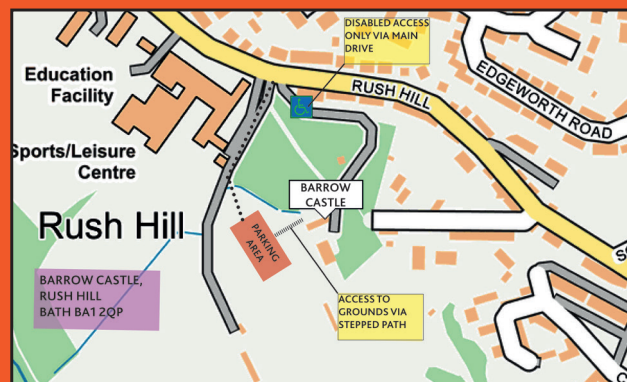 DISABLED ACCESS
ONLY VIA MAIN
DRIVE
Education
Facility
RUSH HILL
EDGEWORTH ROAD
Sports/Leisure
Centre
BARROW
CASTLE
Rush Hill
PARKING
AREA
BARROW CASTLE,
RUSH HILL
BATH BA1 2QP
ACCESS TO
GROUNDS VIA
STEPPED PATH